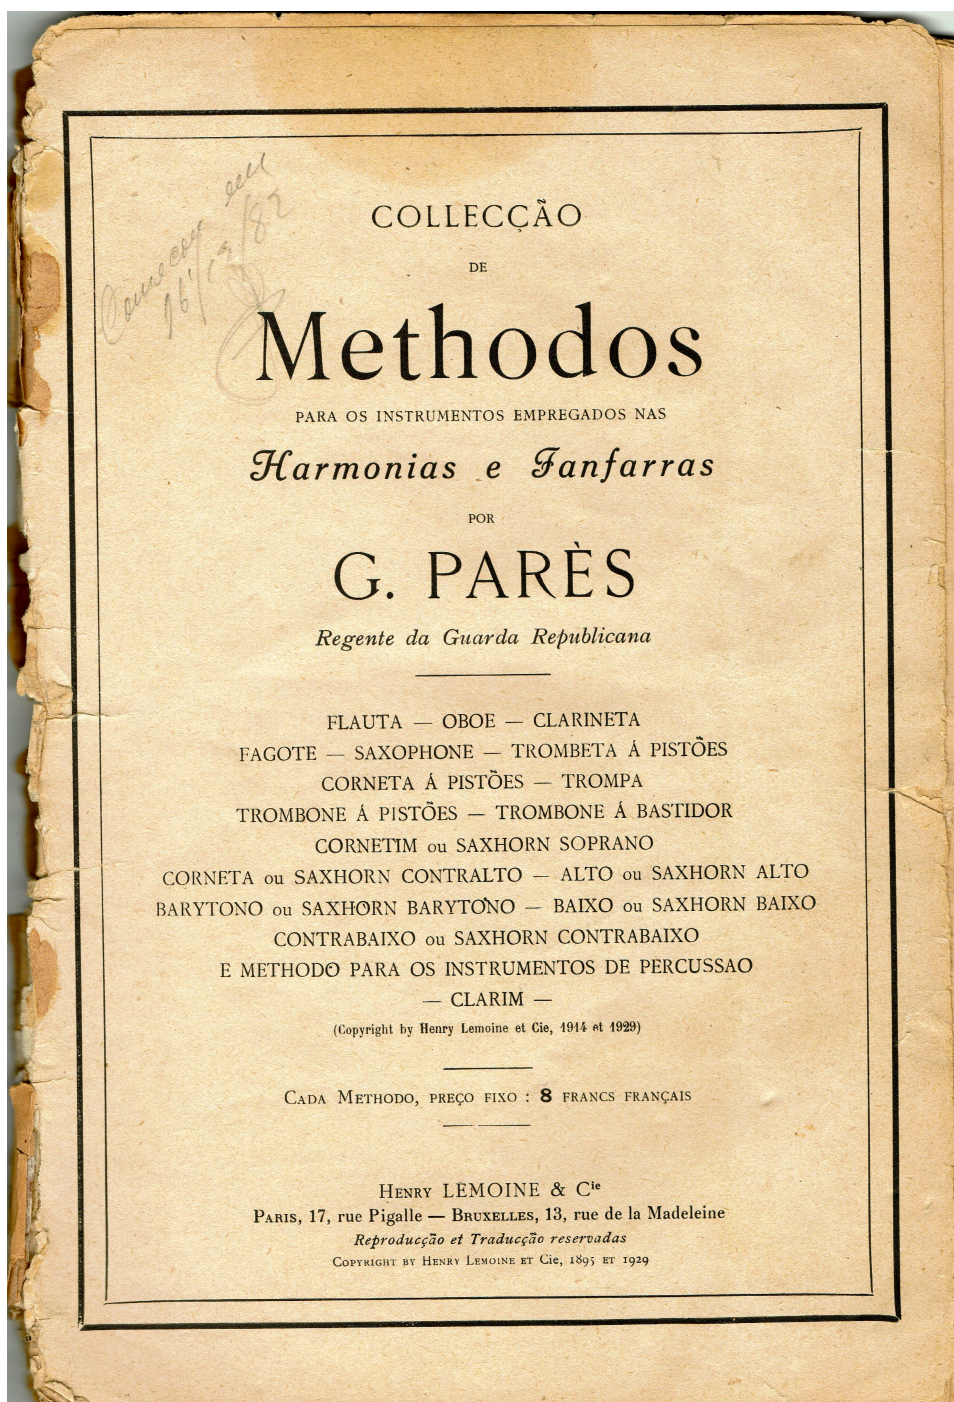 Começou em
16/12/82
COLLECÇÃO
DE
Methodos
PARA OS INSTRUMENTOS EMPREGADOS NAS
Harmonias e Fanfarras
POR
G. PARÈS
Regente da Guarda Republicana
FLAUTA — OBOE — CLARINETA
FAGOTE — SAXOPHONE — TROMBETA Á PISTÕES
CORNETA Á PISTÕES — TROMPA
TROMBONE Á PISTÕES — TROMBONE Á BASTIDOR
CORNETIM ou SAXHORN SOPRANO
CORNETA ou SAXHORN CONTRALTO — ALTO ou SAXHORN ALTO
BARYTONO ou SAXHORN BARYTONO — BAIXO ou SAXHORN BAIXO
CONTRABAIXO ou SAXHORN CONTRABAIXO
E METHODO PARA OS INSTRUMENTOS DE PERCUSSAO
— CLARIM —
(Copyright by Henry Lemoine et Cie, 1914 et 1929)
CADA METHODO, PREÇO FIXO : 8 FRANCS FRANÇAIS
HENRY LEMOINE & Cie
PARIS, 17, rue Pigalle — BRUXELLES, 13, rue de la Madeleine
Reproducção et Traducção reservadas
COPYRIGHT BY HENRY LEMOINE ET Cie, 1895 ET 1929